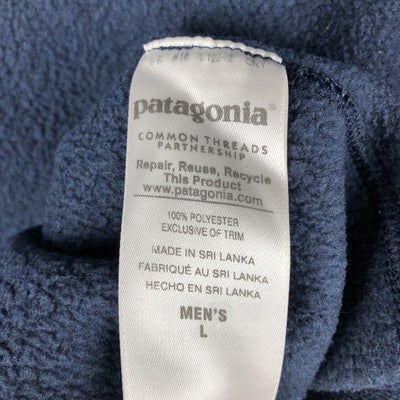 patagonia®
COMMON THREADS
PARTNERSHIP
Repair, Reuse, Recycle
This Product
www.patagonia.com
100% POLYESTER
EXCLUSIVE OF TRIM
MADE IN SRI LANKA
FABRIQUÉ AU SRI LANKA
HECHO EN SRI LANKA
MEN'S
L